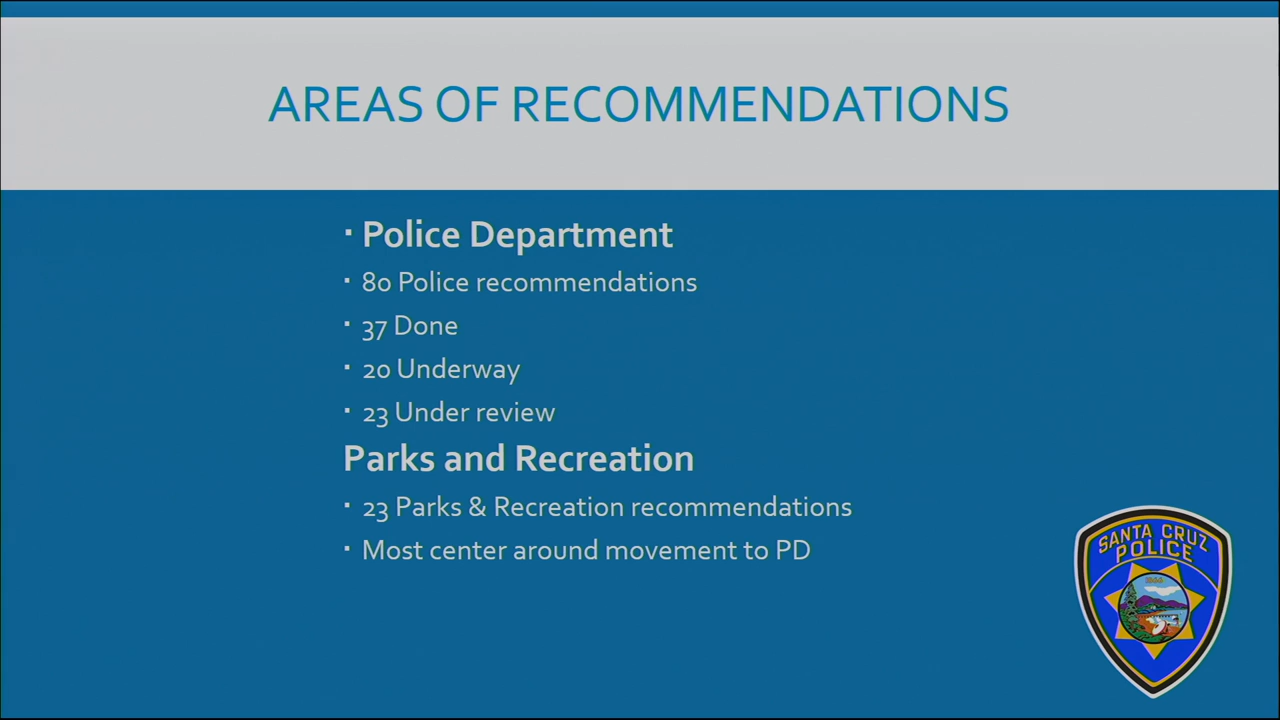 AREAS OF RECOMMENDATIONS
▪ Police Department
▪ 80 Police recommendations
▪ 37 Done
▪ 20 Underway
▪ 23 Under review
Parks and Recreation
▪ 23 Parks & Recreation recommendations
▪ Most center around movement to PD
SANTA CRUZ
POLICE